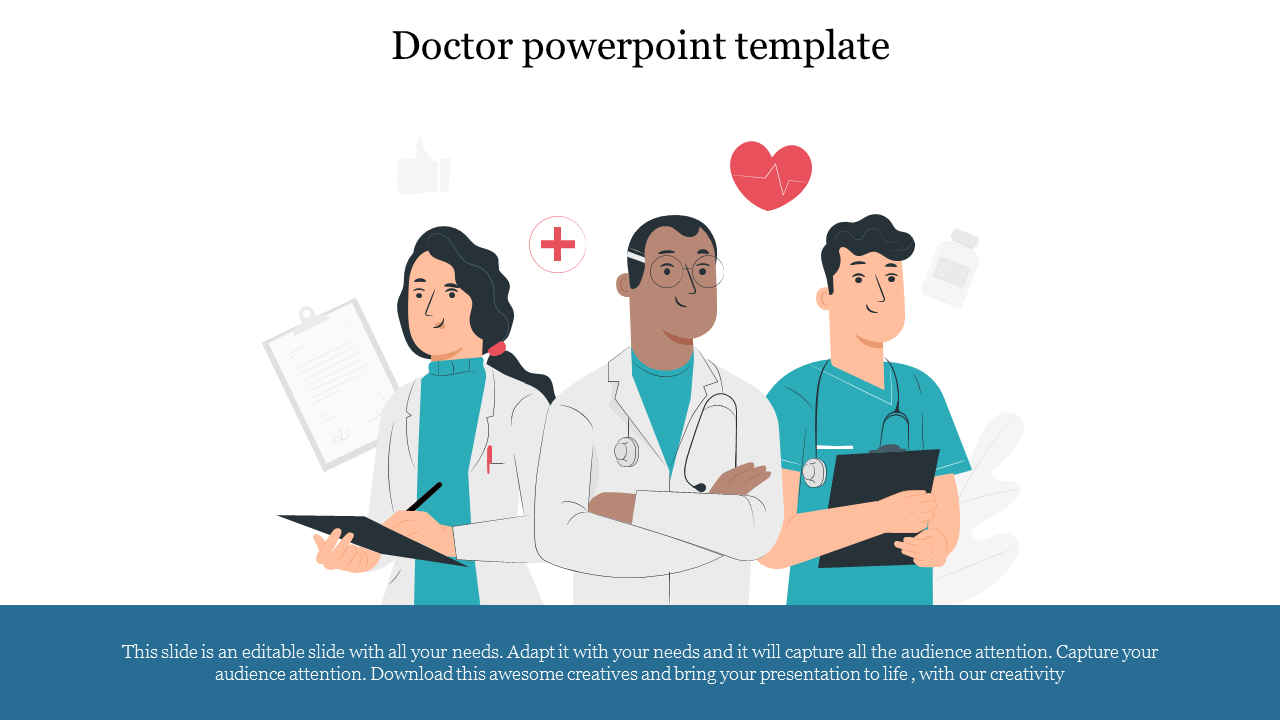 Doctor powerpoint template
This slide is an editable slide with all your needs. Adapt it with your needs and it will capture all the audience attention. Capture your
audience attention. Download this awesome creatives and bring your presentation to life , with our creativity